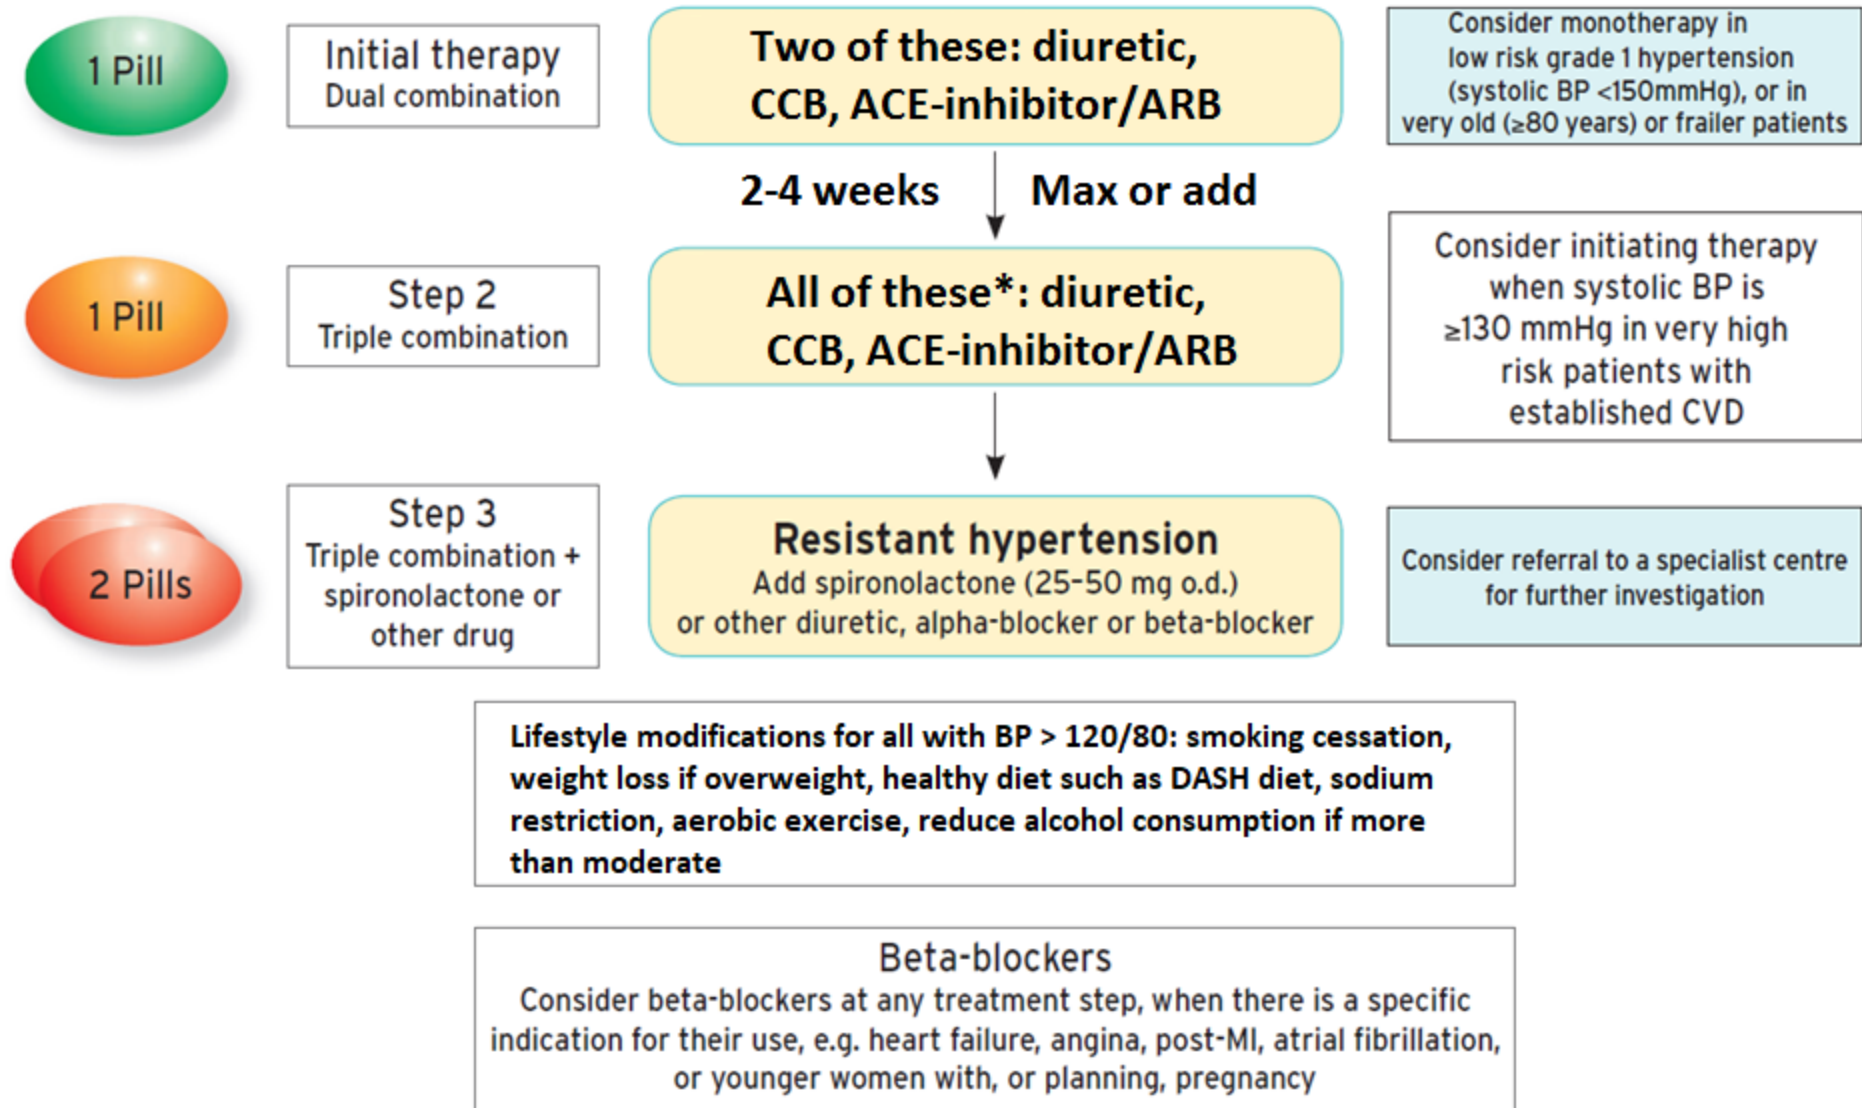 1 Pill
Initial therapy
Dual combination
Two of these: diuretic,
CCB, ACE-inhibitor/ARB
Consider monotherapy in
low risk grade 1 hypertension
(systolic BP <150mmHg), or in
very old (≥80 years) or frailer patients
2-4 weeks
Max or add
1 Pill
Step 2
Triple combination
All of these*: diuretic,
CCB, ACE-inhibitor/ARB
Consider initiating therapy
when systolic BP is
≥130 mmHg in very high
risk patients with
established CVD
2 Pills
Step 3
Triple combination +
spironolactone or
other drug
Resistant hypertension
Add spironolactone (25-50 mg o.d.)
or other diuretic, alpha-blocker or beta-blocker
Consider referral to a specialist centre
for further investigation
Lifestyle modifications for all with BP > 120/80: smoking cessation,
weight loss if overweight, healthy diet such as DASH diet, sodium
restriction, aerobic exercise, reduce alcohol consumption if more
than moderate
Beta-blockers
Consider beta-blockers at any treatment step, when there is a specific
indication for their use, e.g. heart failure, angina, post-MI, atrial fibrillation,
or younger women with, or planning, pregnancy